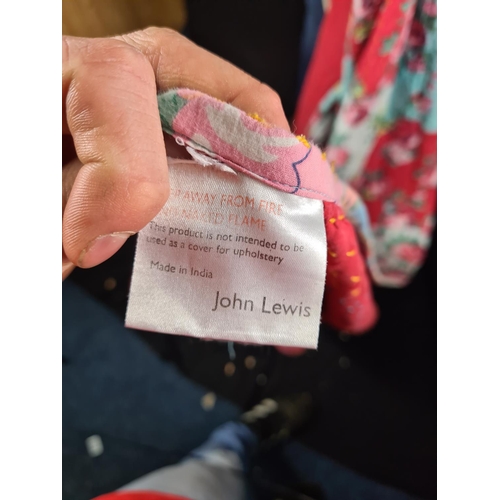 AWAY FROM FIRE
FLAME
This product is not intended to be
used as a cover for upholstery
Made in India
John Lewis